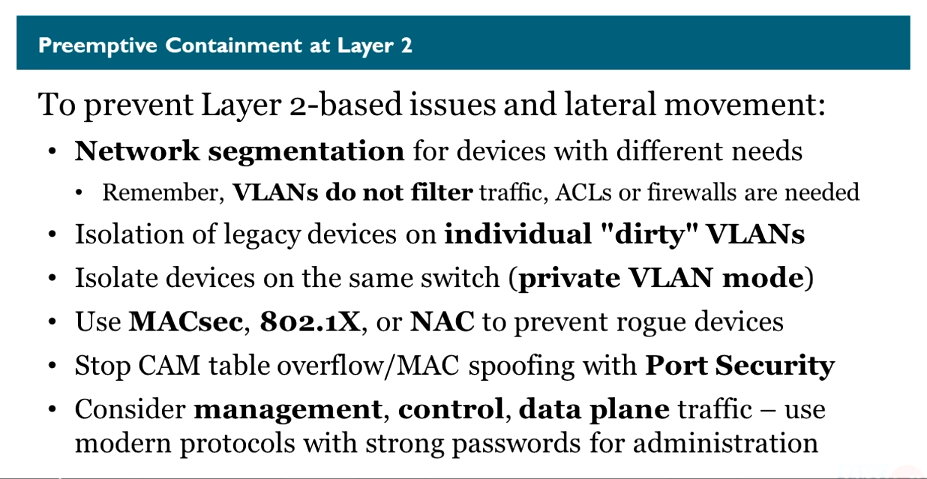 Preemptive Containment at Layer 2
To prevent Layer 2-based issues and lateral movement:
• Network segmentation for devices with different needs
• Remember, VLANs do not filter traffic, ACLs or firewalls are needed
• Isolation of legacy devices on individual "dirty" VLANs
• Isolate devices on the same switch (private VLAN mode)
• Use MACsec, 802.1X, or NAC to prevent rogue devices
• Stop CAM table overflow/MAC spoofing with Port Security
• Consider management, control, data plane traffic – use
modern protocols with strong passwords for administration